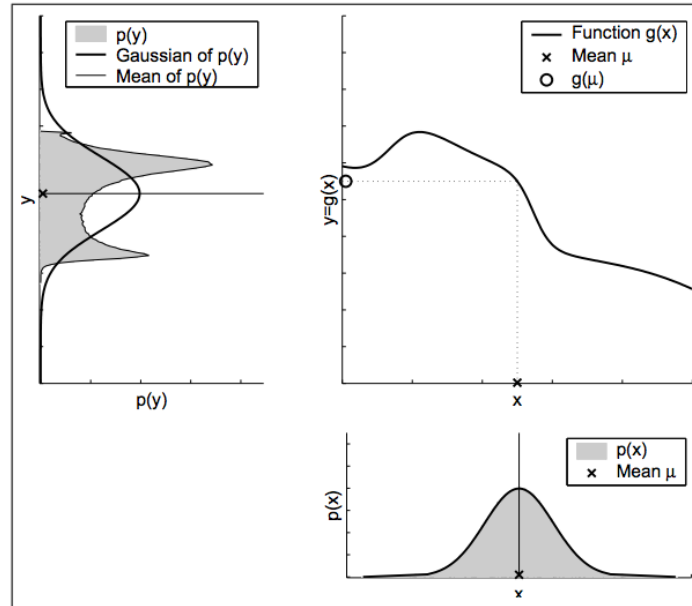 p(y)
Gaussian of p(y)
Mean of p(y)
y
p(y)
Function g(x)
Mean μ
g(μ)
y=g(x)
x
p(x)
Mean μ
p(x)
x